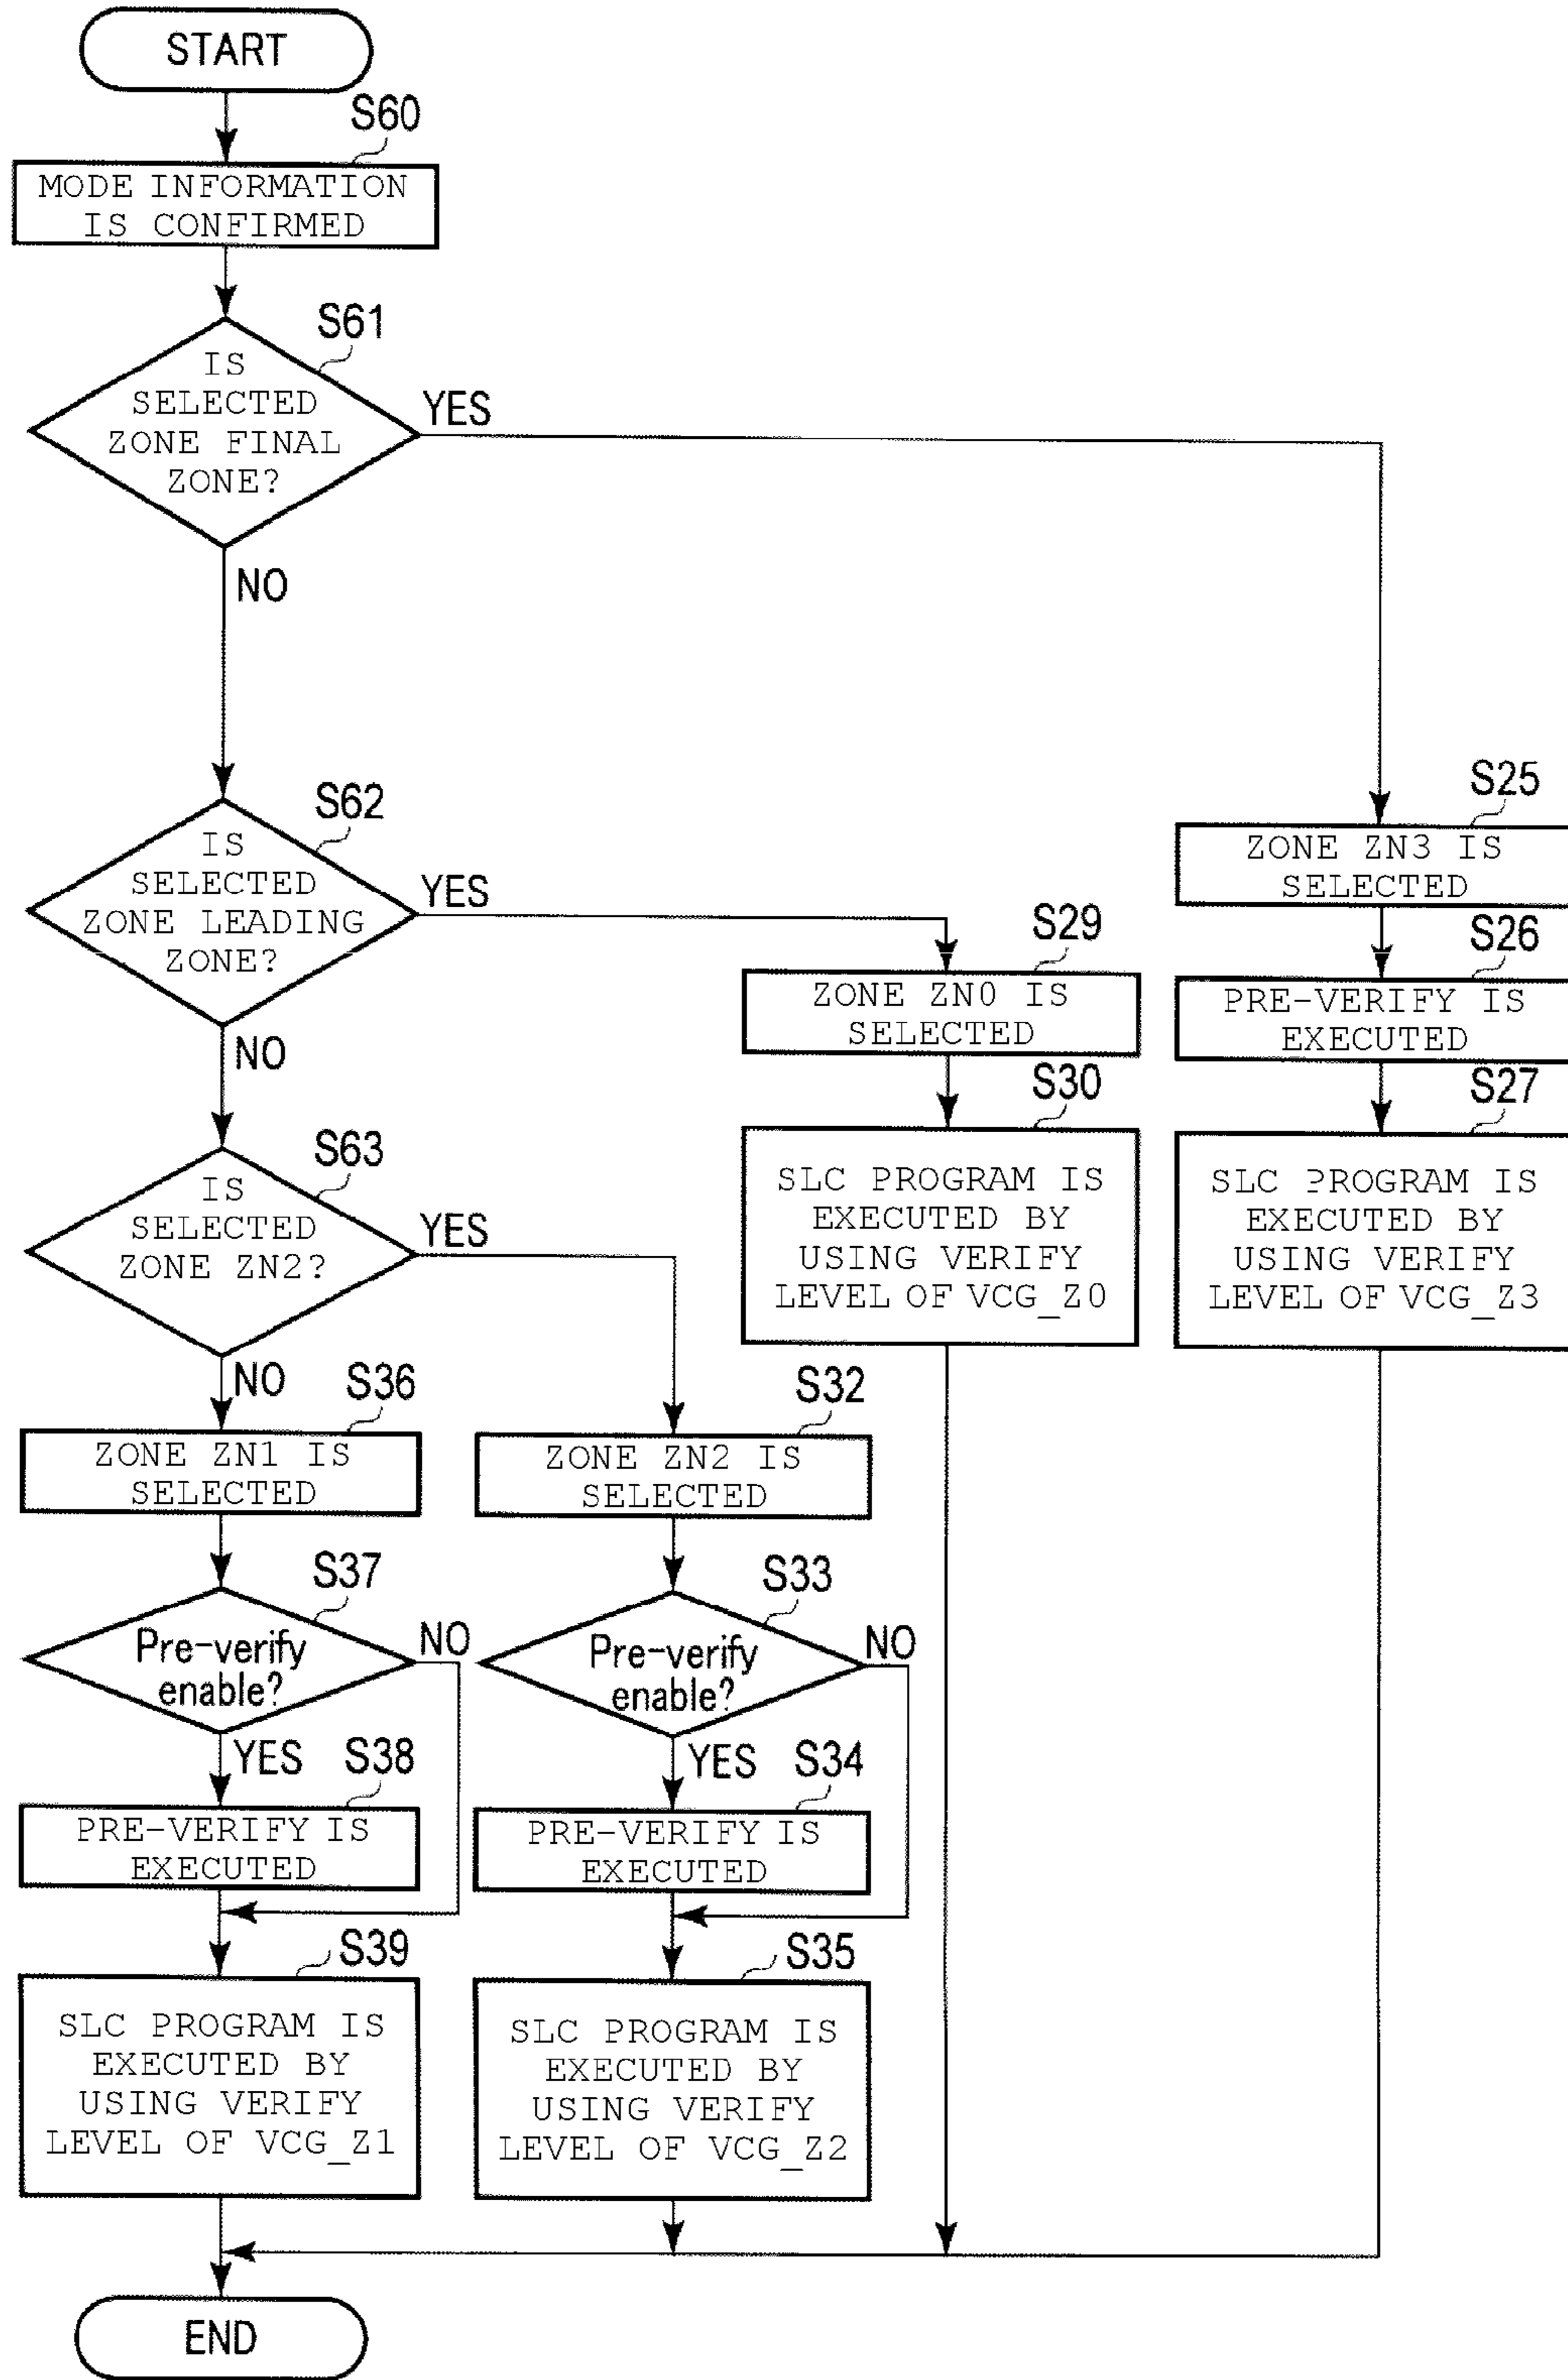 START
S60
MODE INFORMATION
IS CONFIRMED
S61
IS
SELECTED
ZONE FINAL
ZONE?
YES
NO
S62
IS
SELECTED
ZONE LEADING
ZONE?
YES
NO
S25
ZONE ZN3 IS
SELECTED
S26
PRE-VERIFY IS
EXECUTED
S27
SLC PROGRAM IS
EXECUTED BY
USING VERIFY
LEVEL OF VCG_Z3
S29
ZONE ZN0 IS
SELECTED
S30
SLC PROGRAM IS
EXECUTED BY
USING VERIFY
LEVEL OF VCG_Z0
S63
IS
SELECTED
ZONE ZN2?
YES
NO
S36
ZONE ZN1 IS
SELECTED
S37
Pre-verify
enable?
NO
YES
S38
PRE-VERIFY IS
EXECUTED
S39
SLC PROGRAM IS
EXECUTED BY
USING VERIFY
LEVEL OF VCG_Z1
S32
ZONE ZN2 IS
SELECTED
S33
Pre-verify
enable?
NO
YES
S34
PRE-VERIFY IS
EXECUTED
S35
SLC PROGRAM IS
EXECUTED BY
USING VERIFY
LEVEL OF VCG_Z2
END